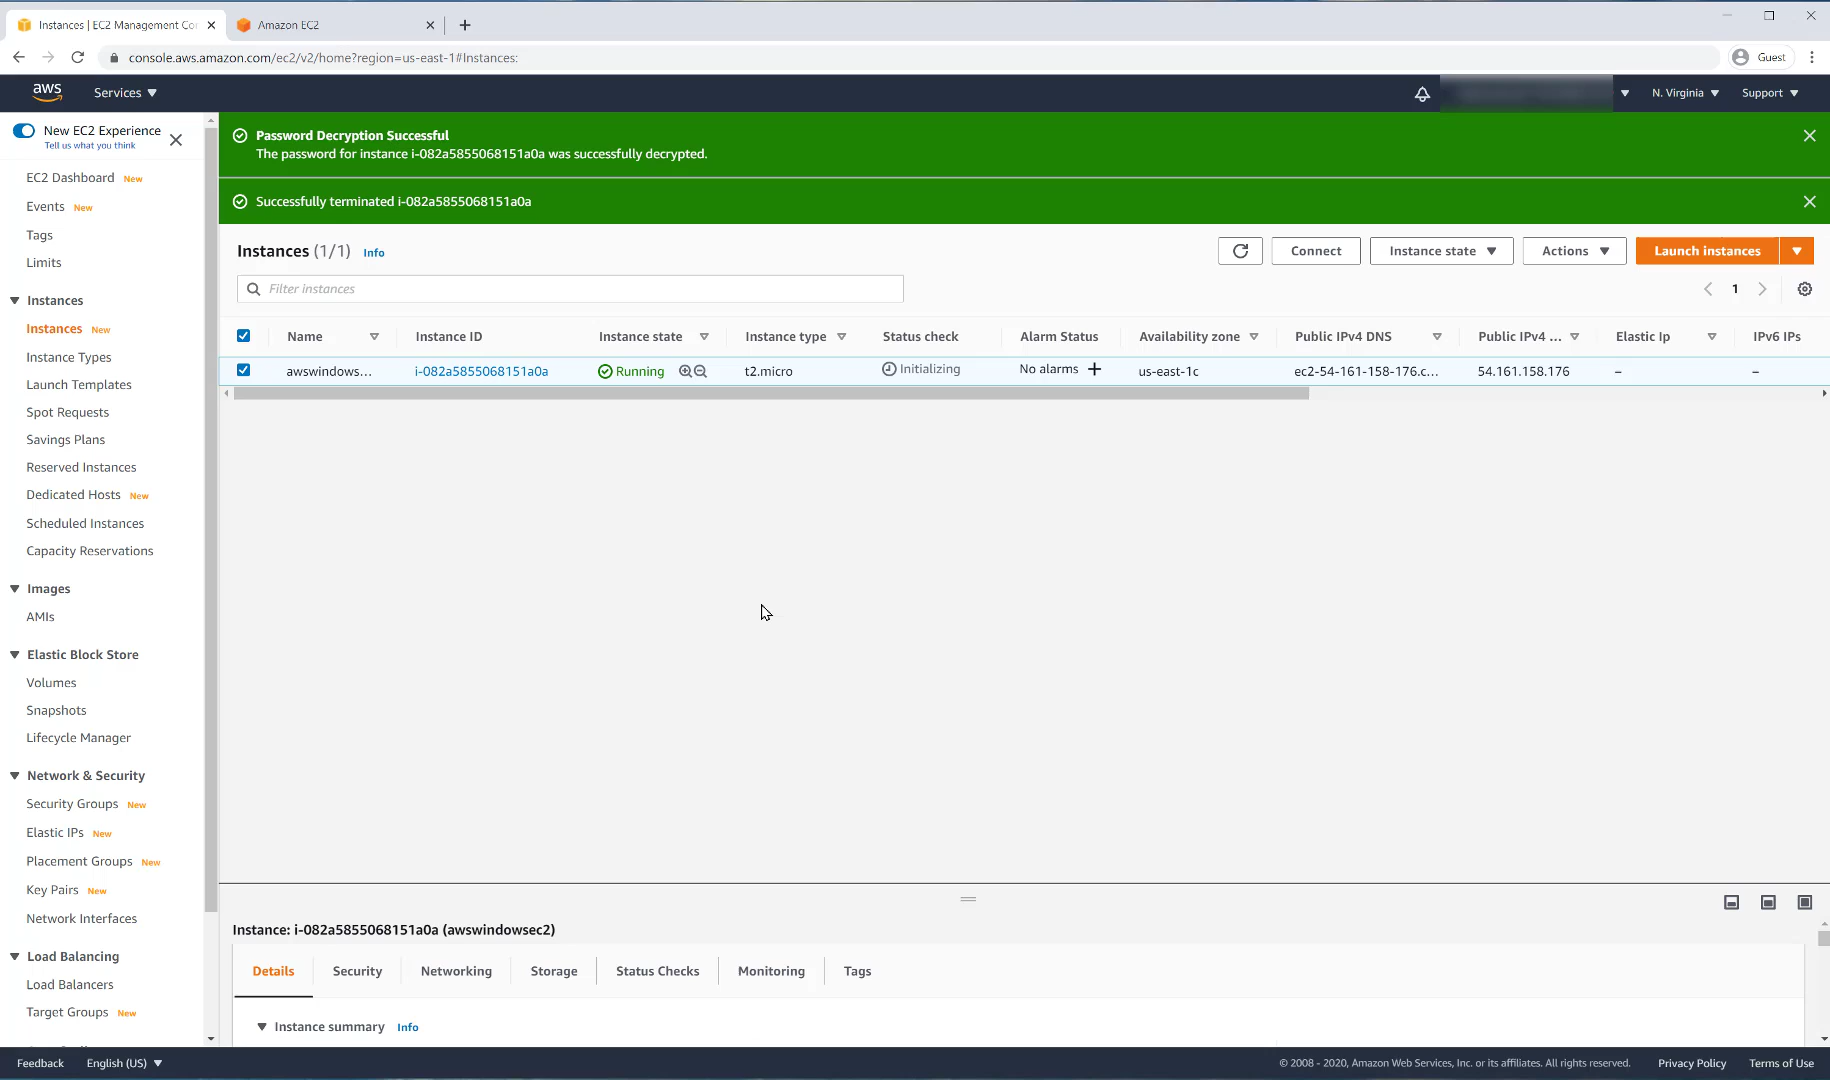 Instances | EC2 Management Co
Amazon EC2
console.aws.amazon.com/ec2/v2/home?region=us-east-1#Instances:
Guest
aws
Services
N. Virginia
Support
New EC2 Experience
Tell us what you think
EC2 Dashboard New
Events New
Tags
Limits
Instances
Instances New
Instance Types
Launch Templates
Spot Requests
Savings Plans
Reserved Instances
Dedicated Hosts New
Scheduled Instances
Capacity Reservations
Images
AMIs
Elastic Block Store
Volumes
Snapshots
Lifecycle Manager
Network & Security
Security Groups New
Elastic IPs New
Placement Groups New
Key Pairs New
Network Interfaces
Load Balancing
Load Balancers
Target Groups New
Password Decryption Successful
The password for instance i-082a5855068151a0a was successfully decrypted.
Successfully terminated i-082a5855068151a0a
Instances (1/1) Info
Connect
Instance state
Actions
Launch instances
Filter instances
1
Name Instance ID Instance state Instance type Status check Alarm Status Availability zone Public IPv4 DNS Public IPv4 ... Elastic Ip IPv6 IPs
awswindows... i-082a5855068151a0a Running t2.micro Initializing No alarms + us-east-1c ec2-54-161-158-176.c... 54.161.158.176 – –
Instance: i-082a5855068151a0a (awswindowsec2)
Details Security Networking Storage Status Checks Monitoring Tags
Instance summary Info
Feedback
English (US)
© 2008 - 2020, Amazon Web Services, Inc. or its affiliates. All rights reserved.
Privacy Policy
Terms of Use